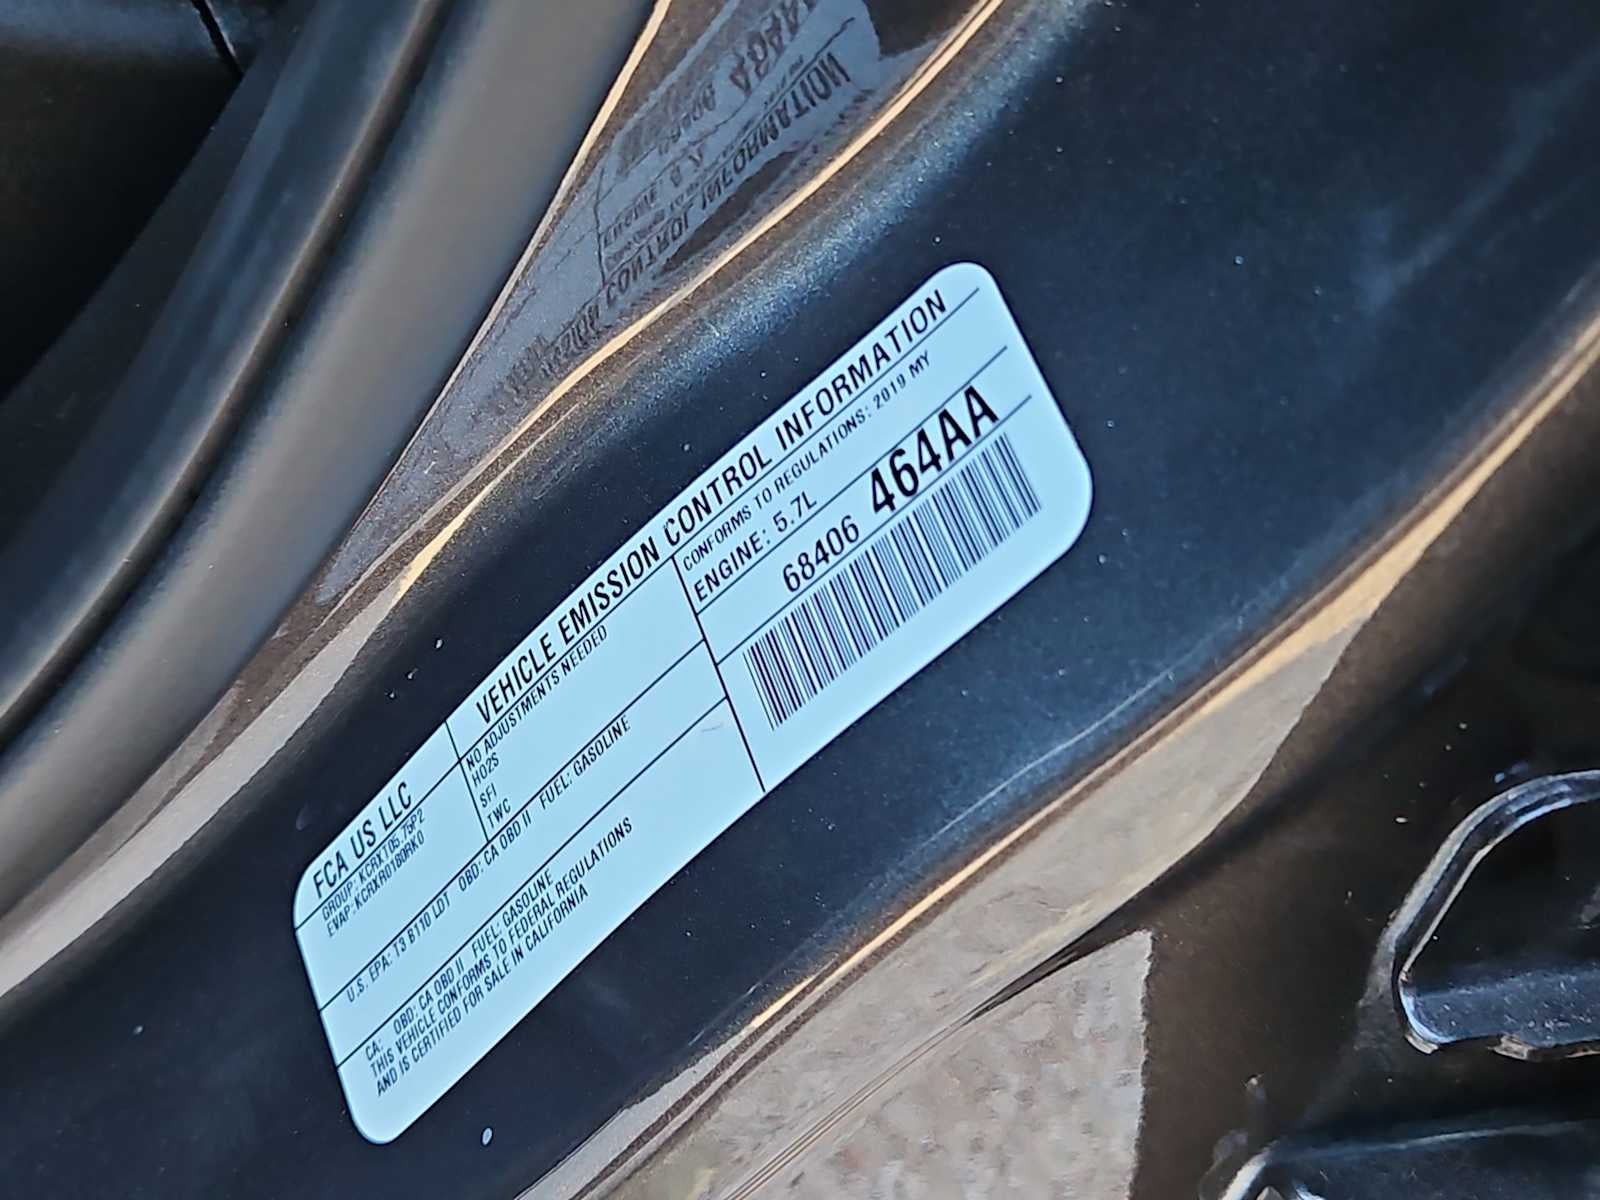 FCA US LLC
VEHICLE EMISSION CONTROL INFORMATION
GROUP: KCRXT05.75P2
EVAP: KCRXR0180RK0
NO ADJUSTMENTS NEEDED
HO2S
SFI
TWC
CONFORMS TO REGULATIONS: 2019 MY
ENGINE: 5.7L
68406 464AA
U.S. EPA: T3 B110 LDT OBD: CA OBD II FUEL: GASOLINE
CA: OBD: CA OBD II FUEL: GASOLINE
THIS VEHICLE CONFORMS TO FEDERAL REGULATIONS
AND IS CERTIFIED FOR SALE IN CALIFORNIA